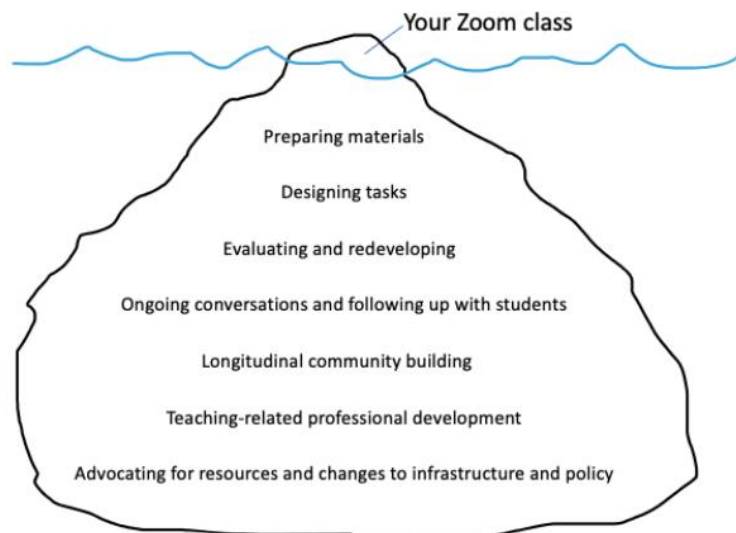 Your Zoom class
Preparing materials
Designing tasks
Evaluating and redeveloping
Ongoing conversations and following up with students
Longitudinal community building
Teaching-related professional development
Advocating for resources and changes to infrastructure and policy